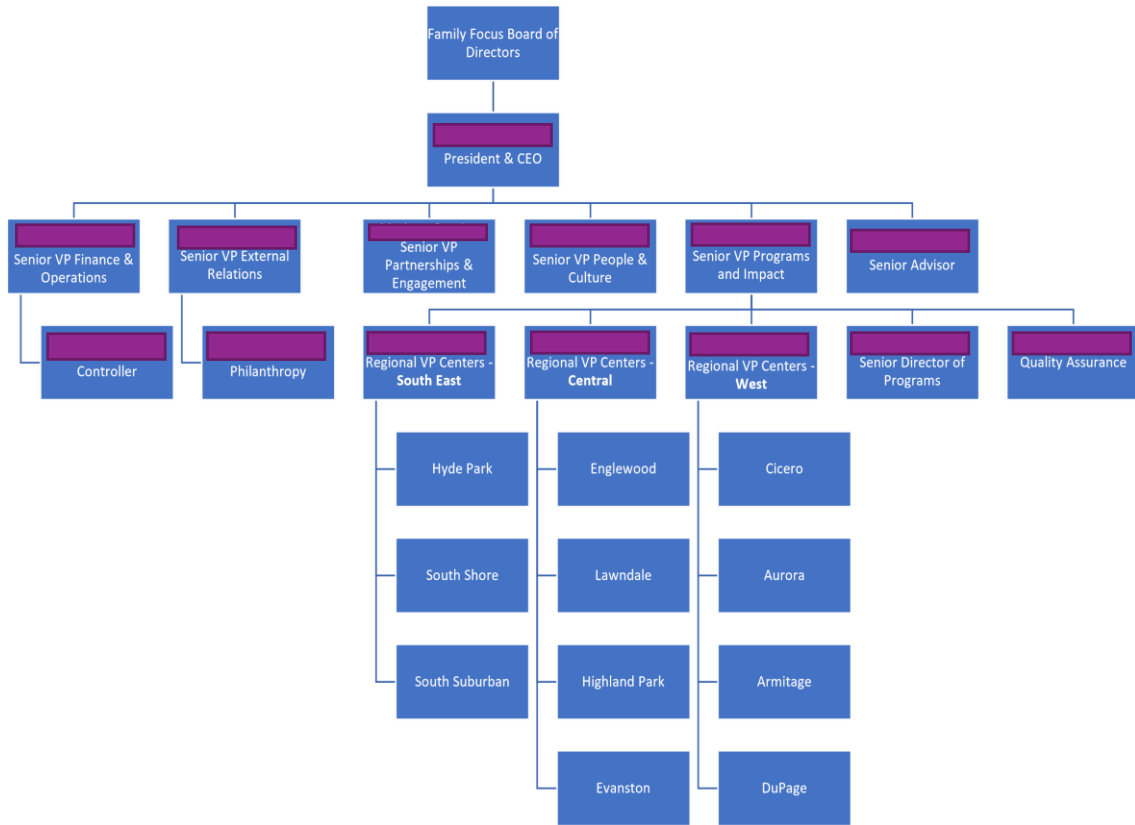 Family Focus Board of
Directors
President & CEO
Senior VP Finance &
Operations
Senior VP External
Relations
Senior VP
Partnerships &
Engagement
Senior VP People &
Culture
Senior VP Programs
and Impact
Senior Advisor
Controller
Philanthropy
Regional VP Centers -
South East
Regional VP Centers -
Central
Regional VP Centers -
West
Senior Director of
Programs
Quality Assurance
Hyde Park
Englewood
Cicero
South Shore
Lawndale
Aurora
South Suburban
Highland Park
Armitage
Evanston
DuPage